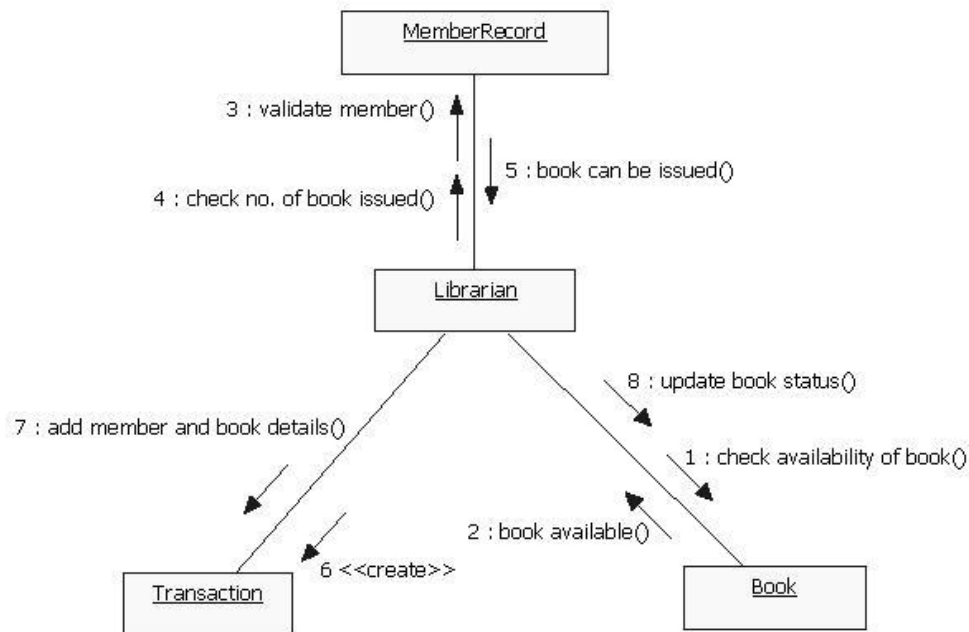 MemberRecord
3 : validate member()
5 : book can be issued()
4 : check no. of book issued()
Librarian
8 : update book status()
7 : add member and book details()
1 : check availability of book()
2 : book available()
6 <<create>>
Transaction
Book